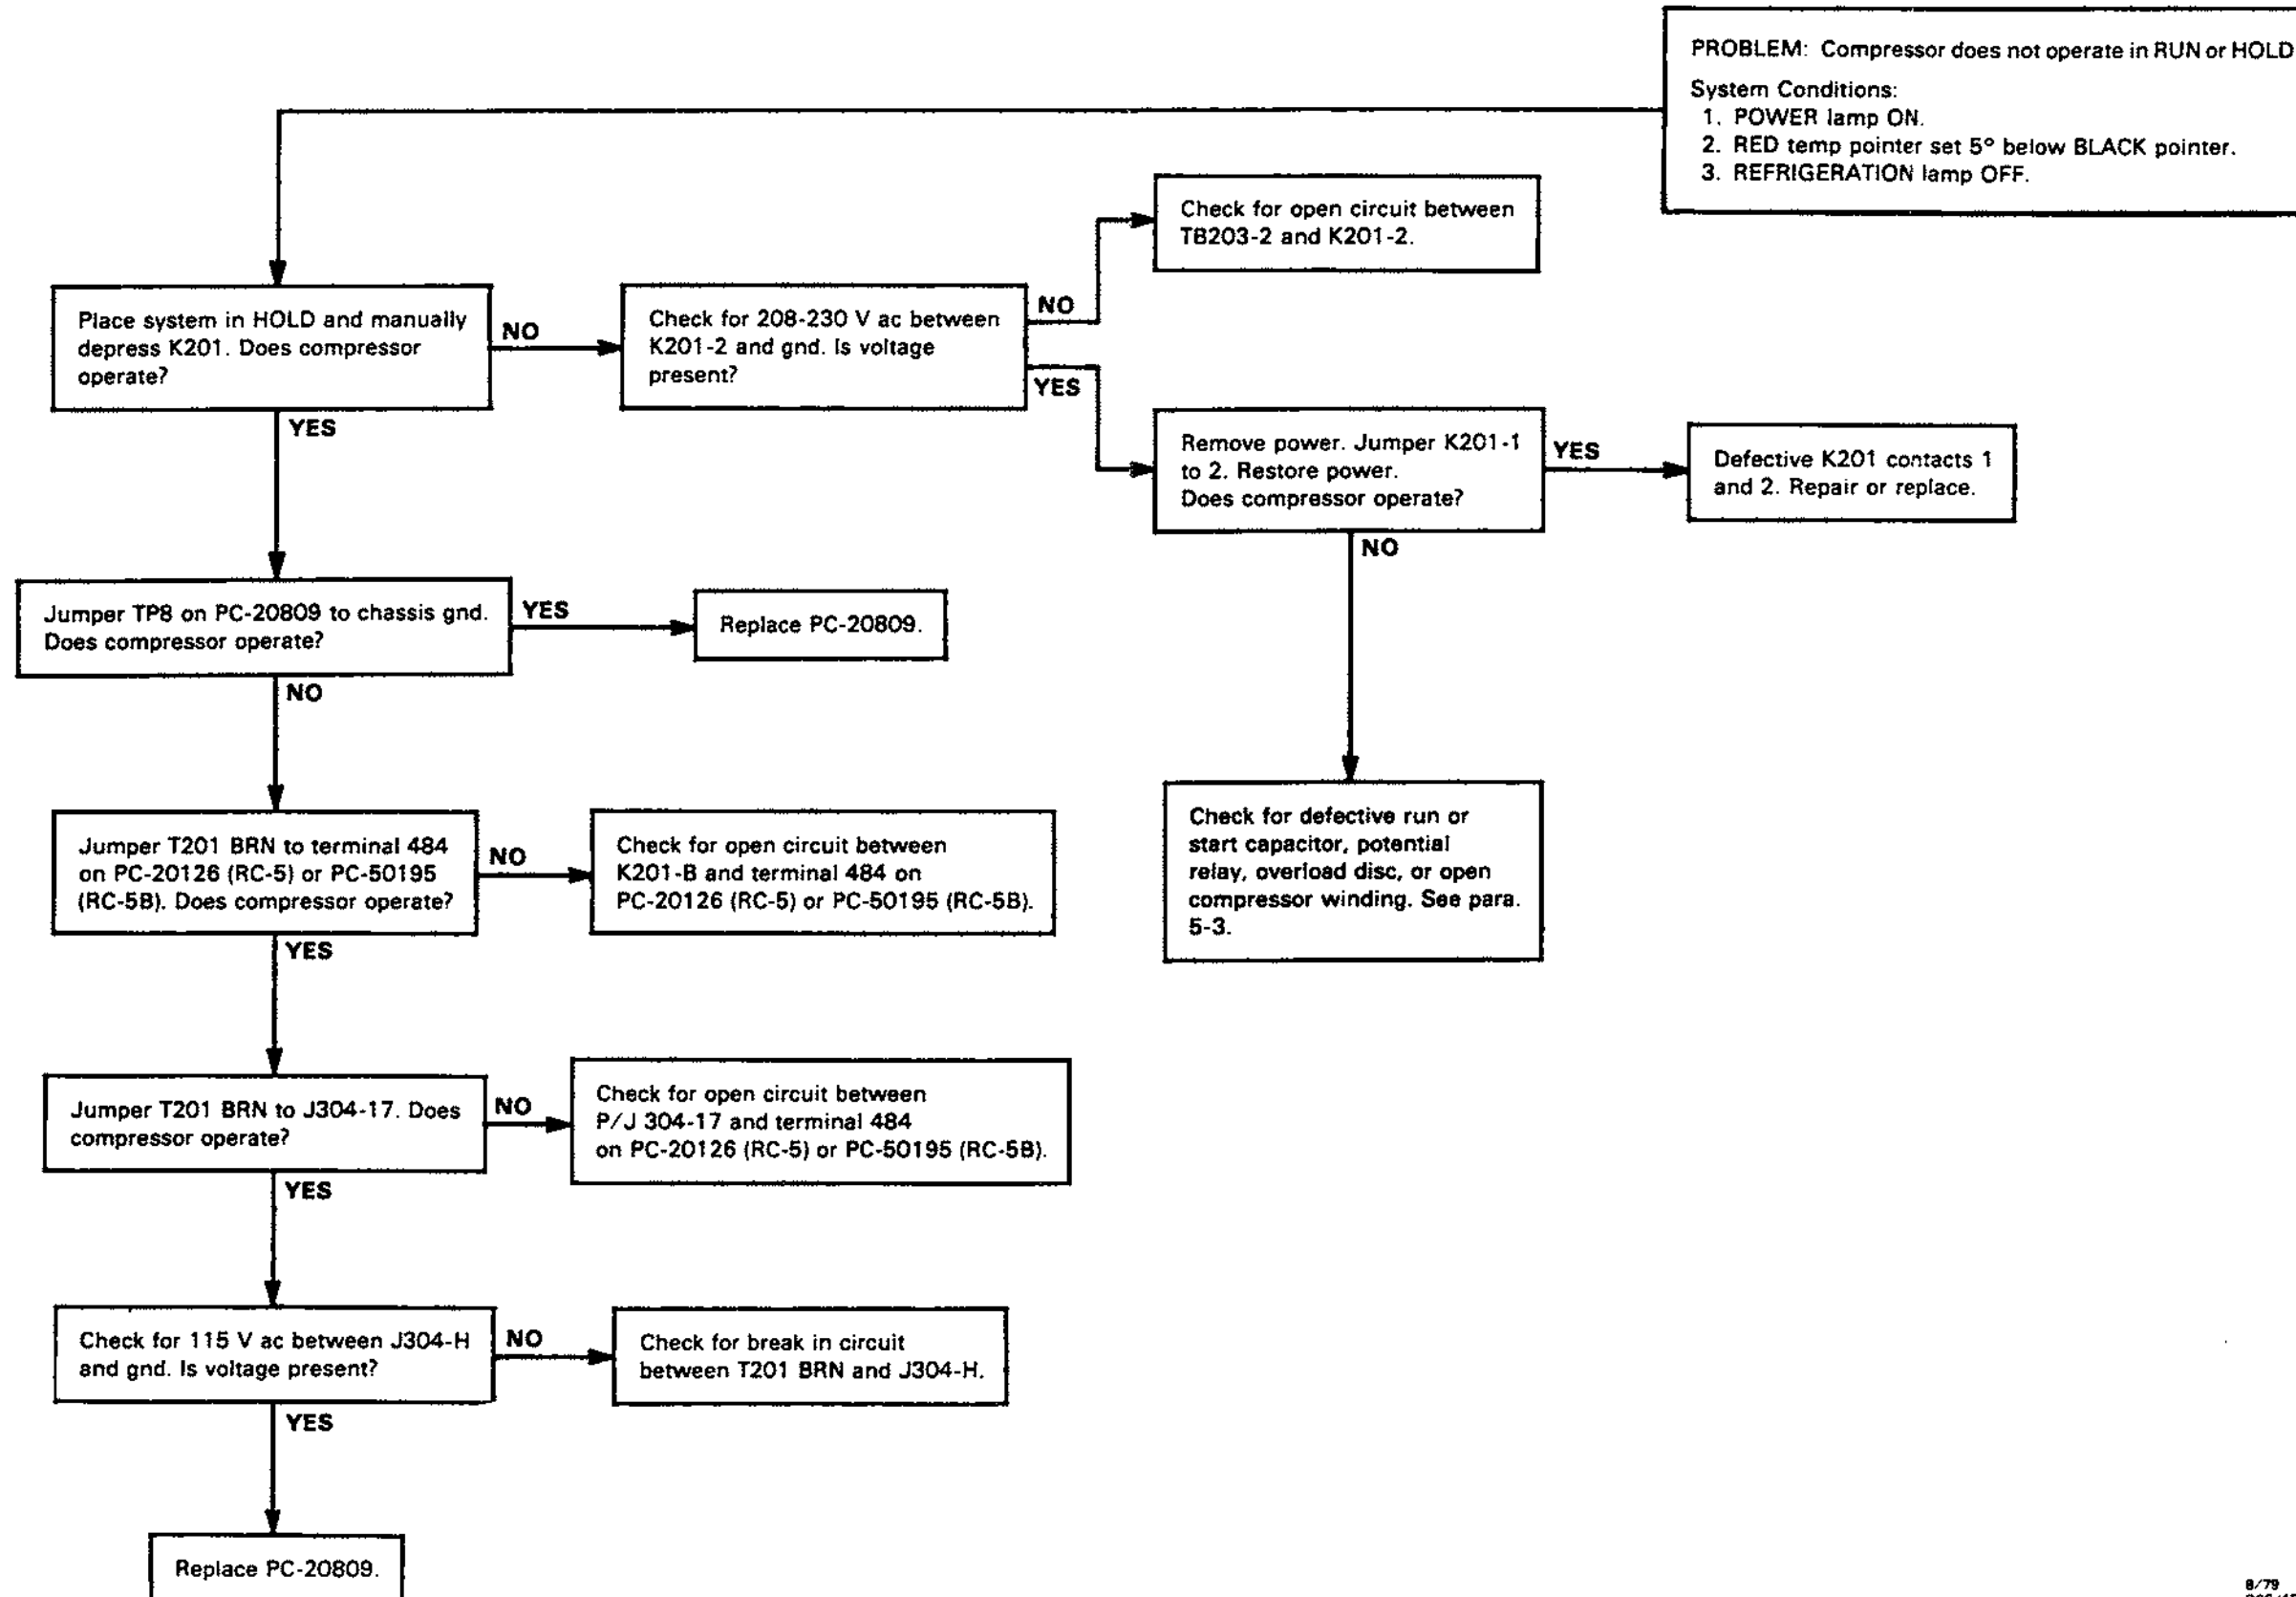 PROBLEM: Compressor does not operate in RUN or HOLD
System Conditions:
1. POWER lamp ON.
2. RED temp pointer set 5° below BLACK pointer.
3. REFRIGERATION lamp OFF.
Place system in HOLD and manually
depress K201. Does compressor
operate?
NO
YES
Check for 208-230 V ac between
K201-2 and gnd. Is voltage
present?
NO
YES
Check for open circuit between
TB203-2 and K201-2.
Remove power. Jumper K201-1
to 2. Restore power.
Does compressor operate?
YES
NO
Defective K201 contacts 1
and 2. Repair or replace.
Check for defective run or
start capacitor, potential
relay, overload disc, or open
compressor winding. See para.
5-3.
Jumper TP8 on PC-20809 to chassis gnd.
Does compressor operate?
YES
NO
Replace PC-20809.
Jumper T201 BRN to terminal 484
on PC-20126 (RC-5) or PC-50195
(RC-5B). Does compressor operate?
NO
YES
Check for open circuit between
K201-B and terminal 484 on
PC-20126 (RC-5) or PC-50195 (RC-5B).
Jumper T201 BRN to J304-17. Does
compressor operate?
NO
YES
Check for open circuit between
P/J 304-17 and terminal 484
on PC-20126 (RC-5) or PC-50195 (RC-5B).
Check for 115 V ac between J304-H
and gnd. Is voltage present?
NO
YES
Check for break in circuit
between T201 BRN and J304-H.
Replace PC-20809.
8/79